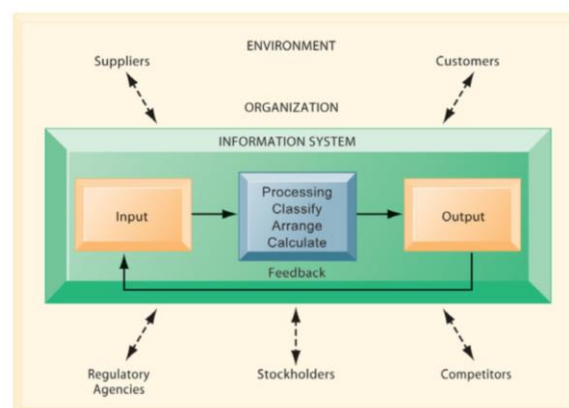 ENVIRONMENT
Suppliers
Customers
ORGANIZATION
INFORMATION SYSTEM
Input
Processing
Classify
Arrange
Calculate
Output
Feedback
Regulatory
Agencies
Stockholders
Competitors